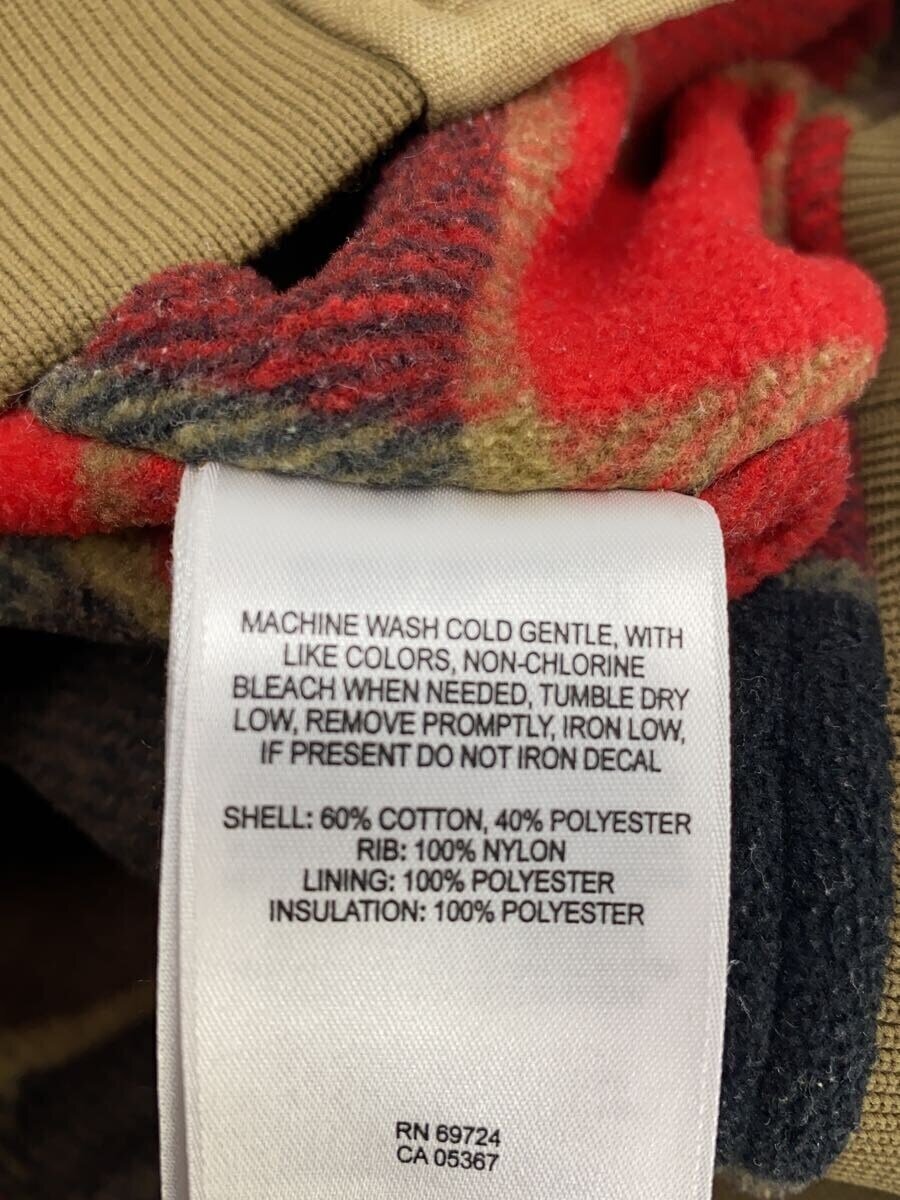 MACHINE WASH COLD GENTLE, WITH
LIKE COLORS, NON-CHLORINE
BLEACH WHEN NEEDED, TUMBLE DRY
LOW, REMOVE PROMPTLY, IRON LOW,
IF PRESENT DO NOT IRON DECAL
SHELL: 60% COTTON, 40% POLYESTER
RIB: 100% NYLON
LINING: 100% POLYESTER
INSULATION: 100% POLYESTER
RN 69724
CA 05367